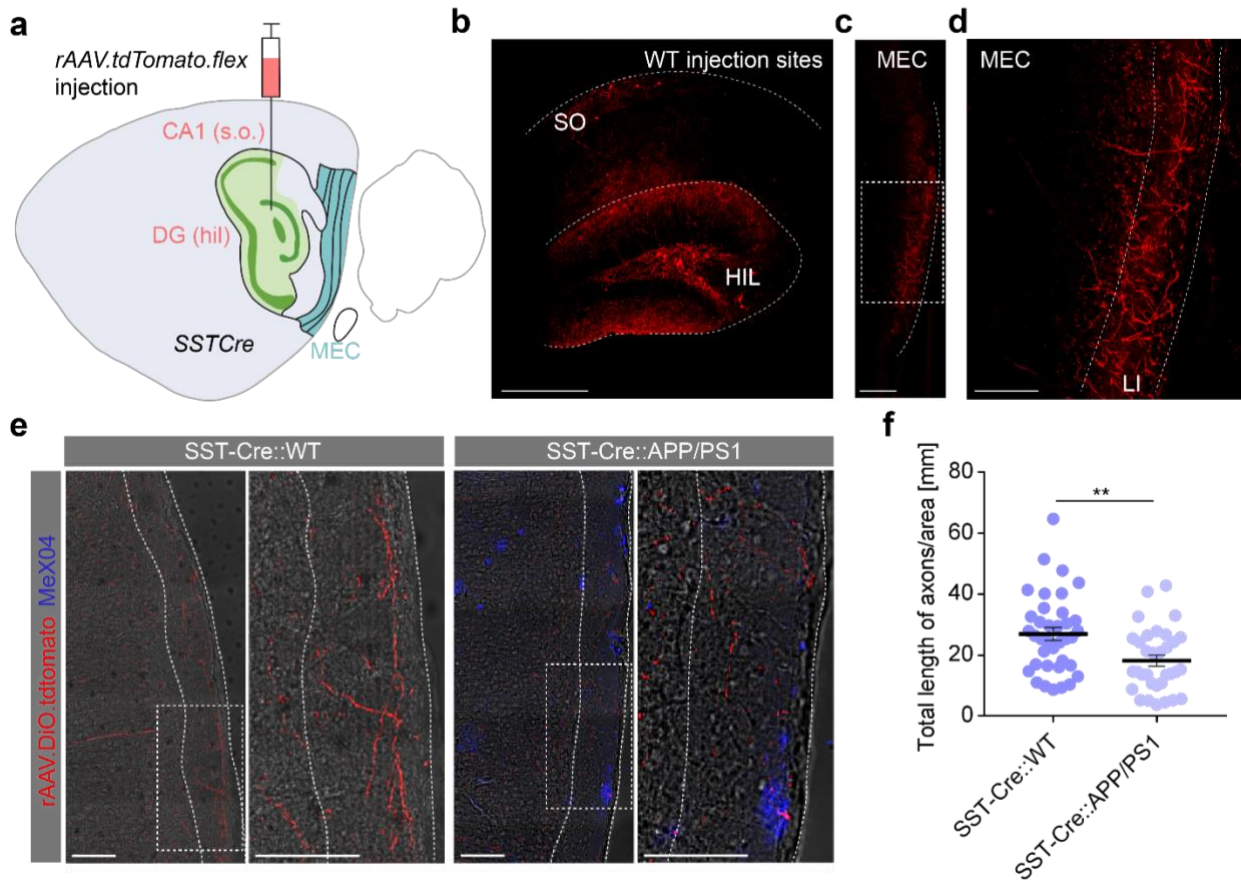 a
rAAV.tdTomato.flex
injection
CA1 (s.o.)
DG (hil)
SSTCre
MEC
b
WT injection sites
SO
HIL
c
MEC
d
MEC
LI
e
SST-Cre::WT
SST-Cre::APP/PS1
rAAV.DiO.tdtomato MeX04
f
Total length of axons/area [mm]
80
60
40
20
0
**
SST-Cre::WT
SST-Cre::APP/PS1